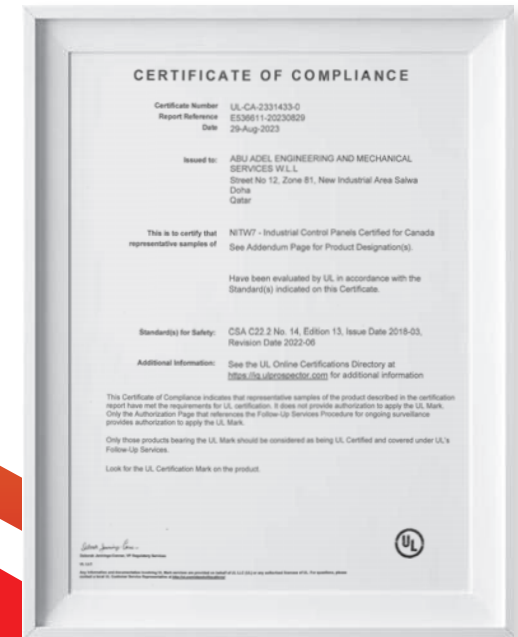 CERTIFICATE OF COMPLIANCE
Certificate Number UL-CA-2331433-0
Report Reference E536611-20230829
Date 29-Aug-2023
Issued to: ABU ADEL ENGINEERING AND MECHANICAL
SERVICES W.L.L
Street No 12, Zone 81, New Industrial Area Salwa
Doha
Qatar
This is to certify that NITW7 - Industrial Control Panels Certified for Canada
representative samples of See Addendum Page for Product Designation(s).
Have been evaluated by UL in accordance with the
Standard(s) indicated on this Certificate.
Standard(s) for Safety: CSA C22.2 No. 14, Edition 13, Issue Date 2018-03,
Revision Date 2022-06
Additional Information: See the UL Online Certifications Directory at
https://iq.ulprospector.com for additional information
This Certificate of Compliance indicates that representative samples of the product described in the certification
report have met the requirements for UL certification. It does not provide authorization to apply the UL Mark.
Only the Authorization Page that references the Follow-Up Services Procedure for ongoing surveillance
provides authorization to apply the UL Mark.
Only those products bearing the UL Mark should be considered as being UL Certified and covered under UL's
Follow-Up Services.
Look for the UL Certification Mark on the product.
UL